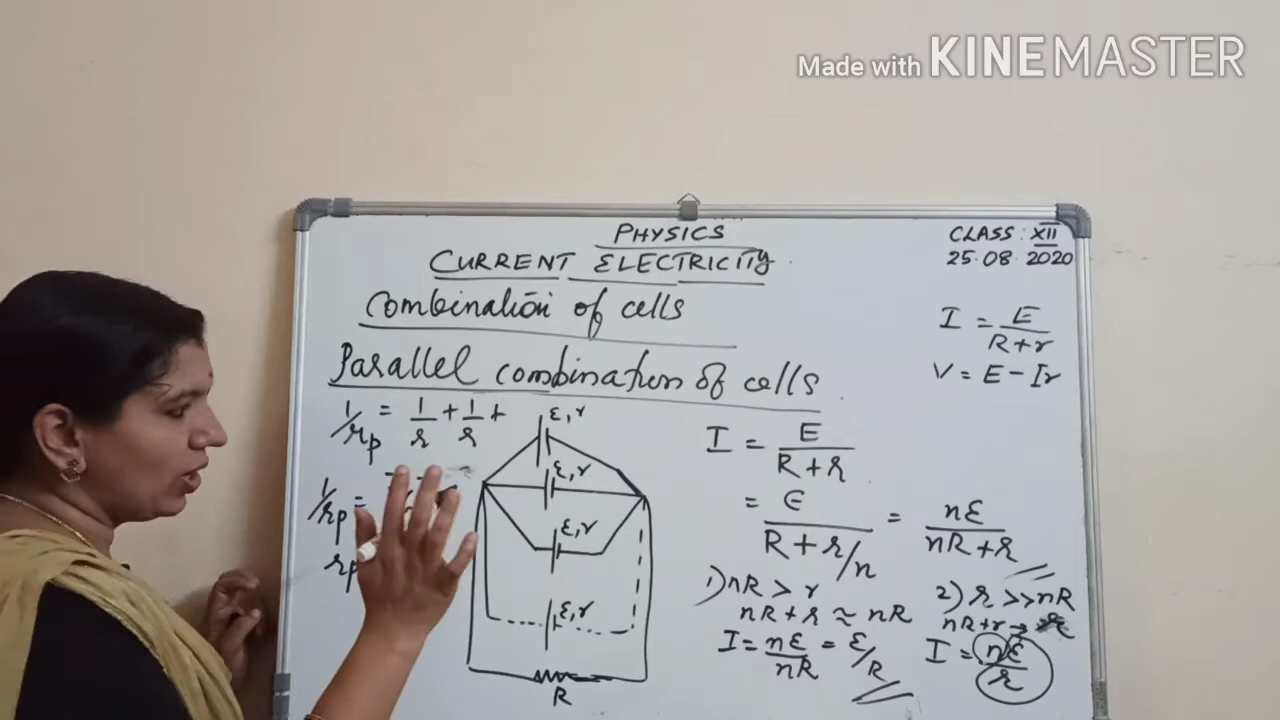 Made with KINEMASTER
PHYSICS
CURRENT ELECTRICITY
CLASS: XII
25.08.2020
Combination of cells
I = E/(R+r)
V = E - Ir
Parallel combination of cells
1/rp = 1/r + 1/r +
1/rp =
rp
ε, r
ε, r
ε, r
ε, r
R
I = E/(R+r)
= ε/(R+r/n) = nε/(nR+r)
1) nR > r
nR + r ≈ nR
I = nε/nR = ε/R
2) r >> nR
nR+r →
I = nε/r